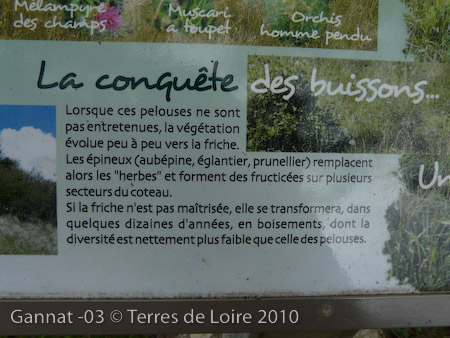 Mélampyre
des champs
Muscari
a toupet
Orchis
homme pendu
La conquête des buissons...
Lorsque ces pelouses ne sont
pas entretenues, la végétation
évolue peu à peu vers la friche.
Les épineux (aubépine, églantier, prunellier) remplacent
alors les "herbes" et forment des fructicées sur plusieurs
secteurs du coteau.
Si la friche n'est pas maîtrisée, elle se transformera, dans
quelques dizaines d'années, en boisements, dont la
diversité est nettement plus faible que celle des pelouses.
Un
Gannat -03 © Terres de Loire 2010